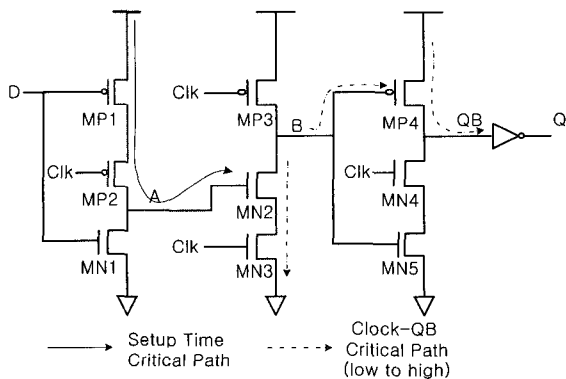 D
MP1
Clk
MP2
A
MN1
Clk
MP3
B
MN2
Clk
MN3
MP4
QB
Q
Clk
MN4
MN5
Setup Time
Critical Path
Clock-QB
Critical Path
(low to high)